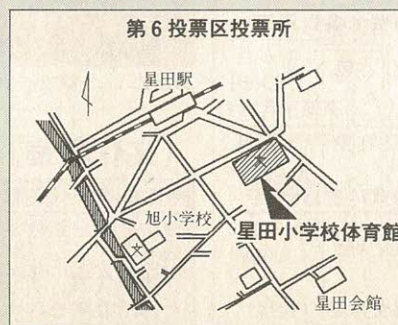 第6投票区投票所
星田駅
旭小学校
星田小学校体育館
星田会館